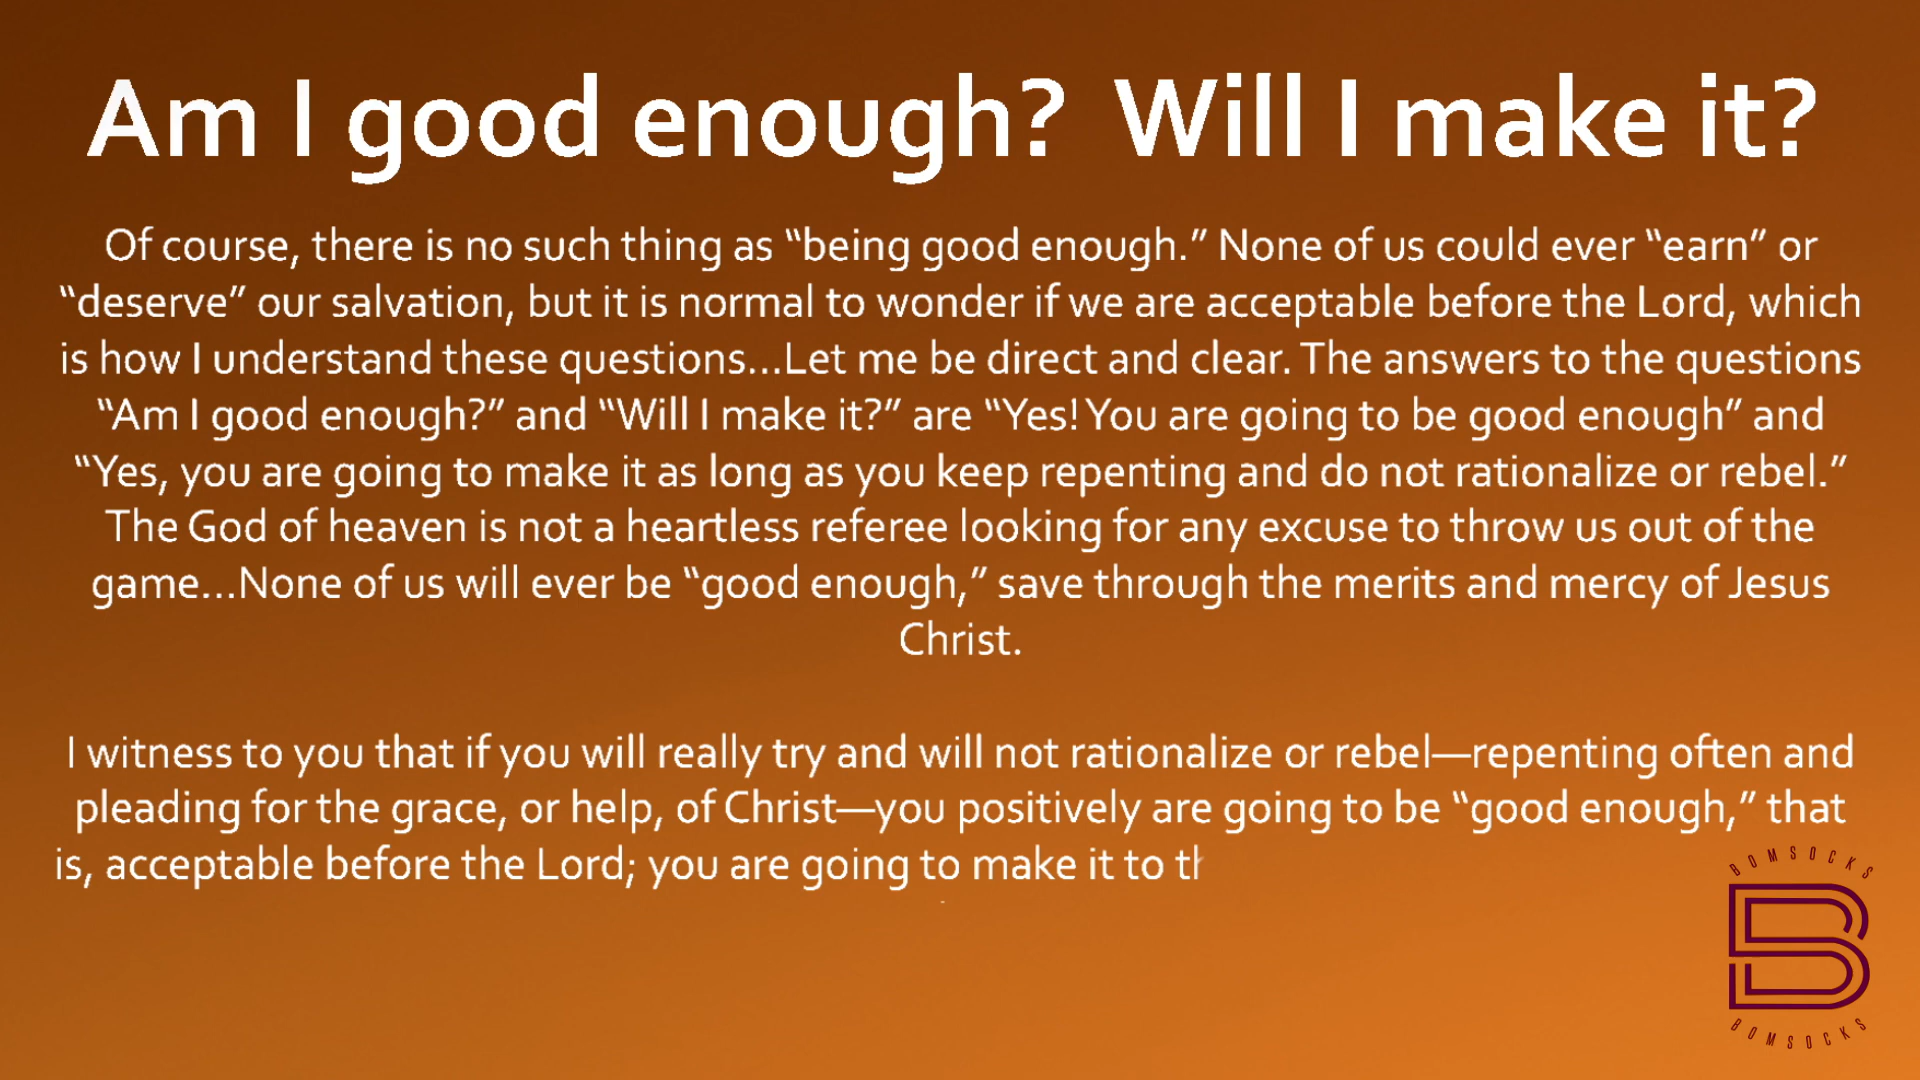 Am I good enough?  Will I make it?
Of course, there is no such thing as “being good enough.” None of us could ever “earn” or
“deserve” our salvation, but it is normal to wonder if we are acceptable before the Lord, which
is how I understand these questions…Let me be direct and clear. The answers to the questions
“Am I good enough?” and “Will I make it?” are “Yes! You are going to be good enough” and
“Yes, you are going to make it as long as you keep repenting and do not rationalize or rebel.”
The God of heaven is not a heartless referee looking for any excuse to throw us out of the
game…None of us will ever be “good enough,” save through the merits and mercy of Jesus
Christ.
I witness to you that if you will really try and will not rationalize or rebel—repenting often and
pleading for the grace, or help, of Christ—you positively are going to be “good enough,” that
is, acceptable before the Lord; you are going to make it to
BOMSOCKS
B
BOMSOCKS